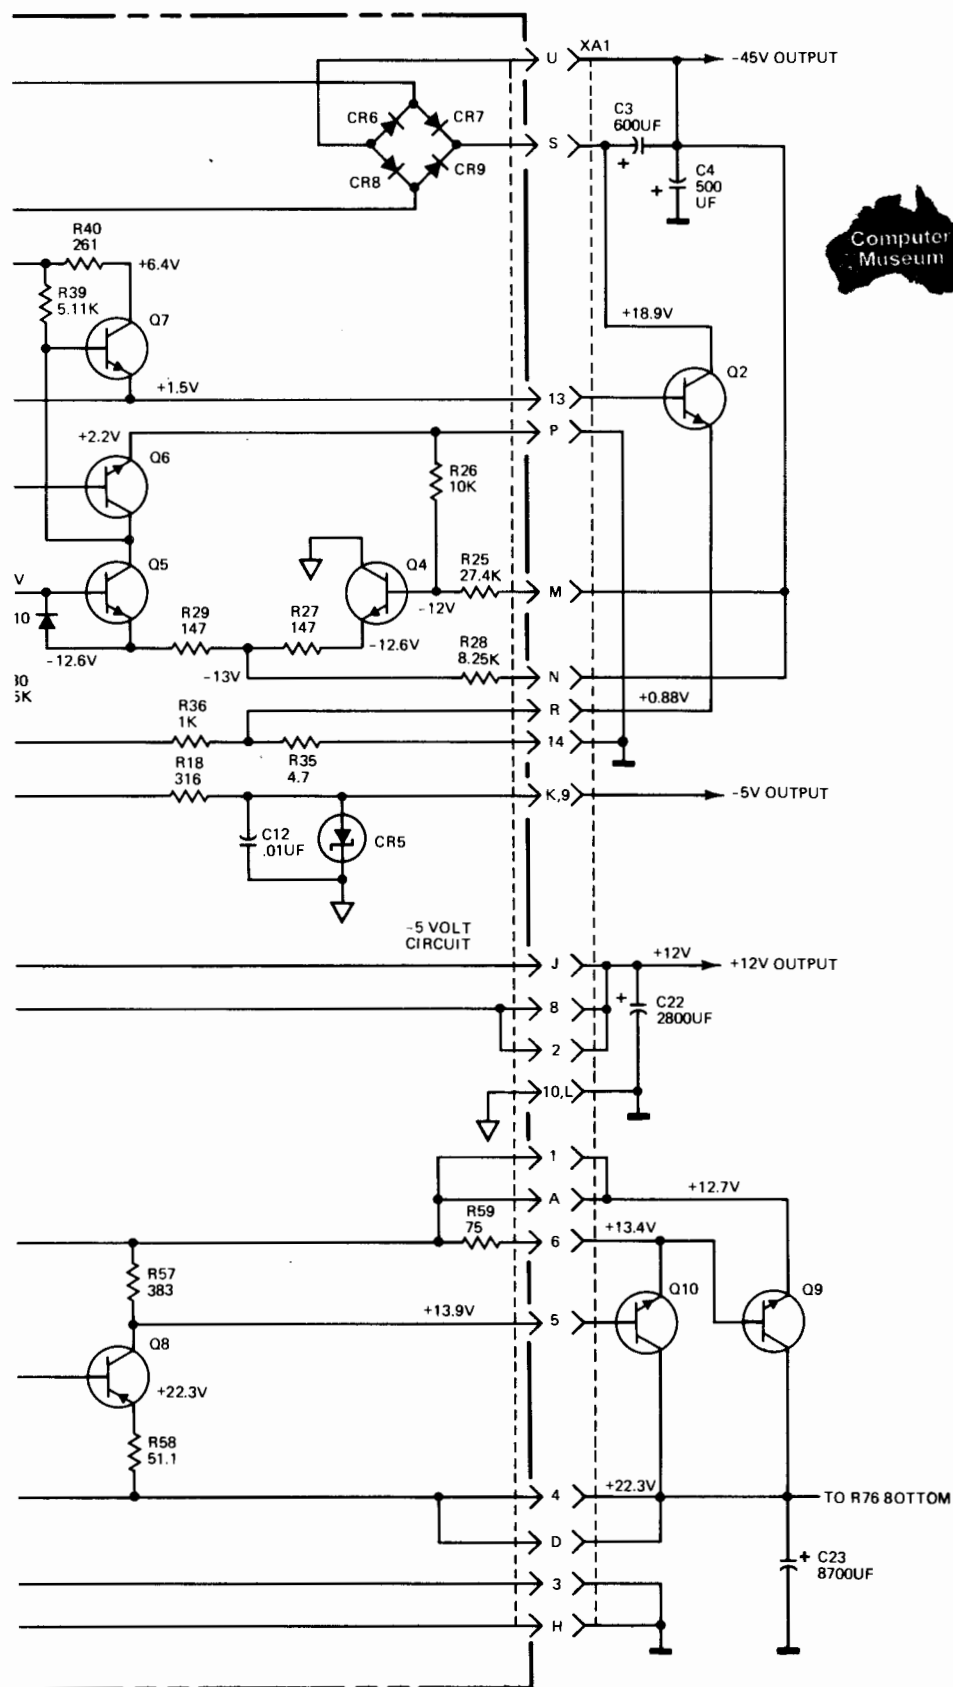 U
XA1
-45V OUTPUT
CR6
CR7
C3
600UF
+
S
CR8
CR9
+
C4
500
UF
Computer
Museum
R40
261
+6.4V
R39
5.11K
Q7
+18.9V
Q2
+1.5V
13
+2.2V
P
Q6
R26
10K
V
Q5
Q4
R25
27.4K
M
10
R29
147
R27
147
-12V
-12.6V
-12.6V
R28
8.25K
-13V
N
30
5K
+0.88V
R36
1K
R
14
R18
316
R35
4.7
K,9
-5V OUTPUT
C12
.01UF
CR5
-5 VOLT
CIRCUIT
J
+12V
+12V OUTPUT
8
+
C22
2800UF
2
10,L
1
A
+12.7V
R59
75
6
+13.4V
R57
383
Q10
Q9
+13.9V
5
Q8
+22.3V
R58
51.1
4
+22.3V
TO R76 BOTTOM
D
+
C23
8700UF
3
H